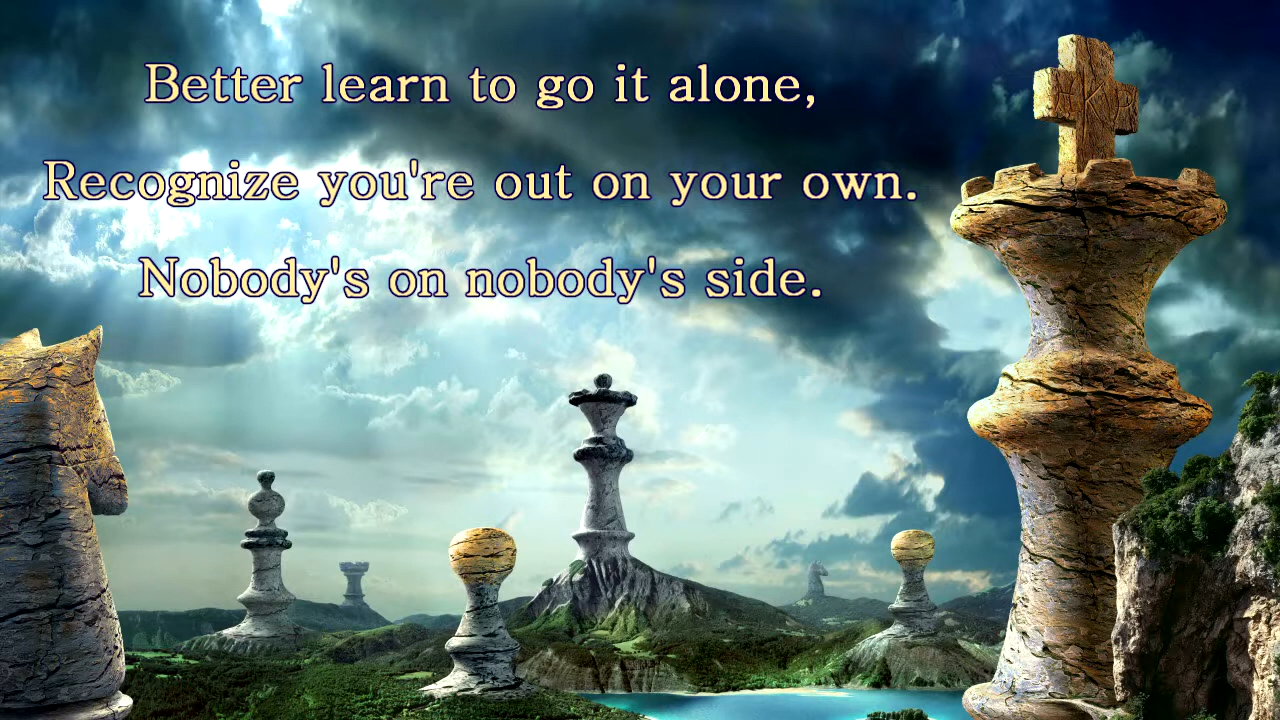 Better learn to go it alone,
Recognize you're out on your own.
Nobody's on nobody's side.